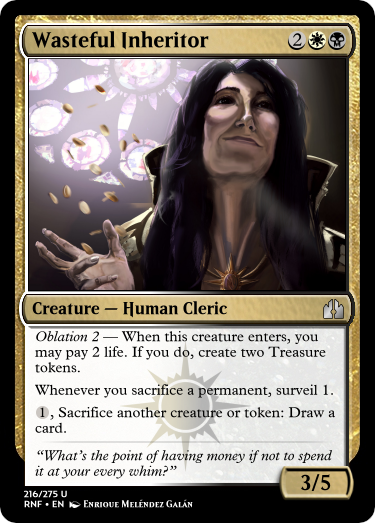 Wasteful Inheritor 2
Creature — Human Cleric
Oblation 2 — When this creature enters, you
may pay 2 life. If you do, create two Treasure
tokens.
Whenever you sacrifice a permanent, surveil 1.
1, Sacrifice another creature or token: Draw a
card.
“What’s the point of having money if not to spend
it at your every whim?”
3/5
216/275 U
RNF • EN Enrique Meléndez Galán